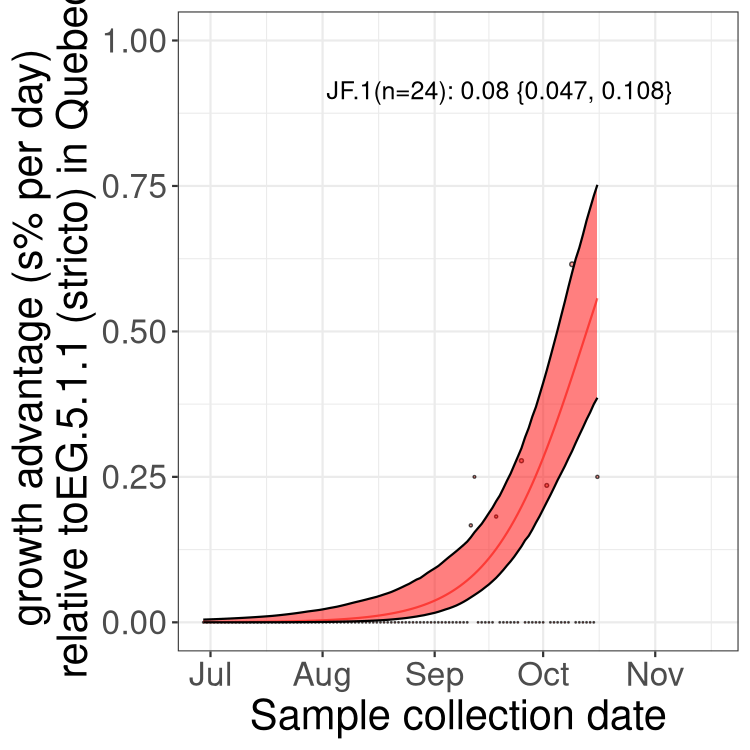 growth advantage (s% per day)
relative toEG.5.1.1 (stricto) in Quebec
1.00
0.75
0.50
0.25
0.00
JF.1(n=24): 0.08 {0.047, 0.108}
Jul Aug Sep Oct Nov
Sample collection date